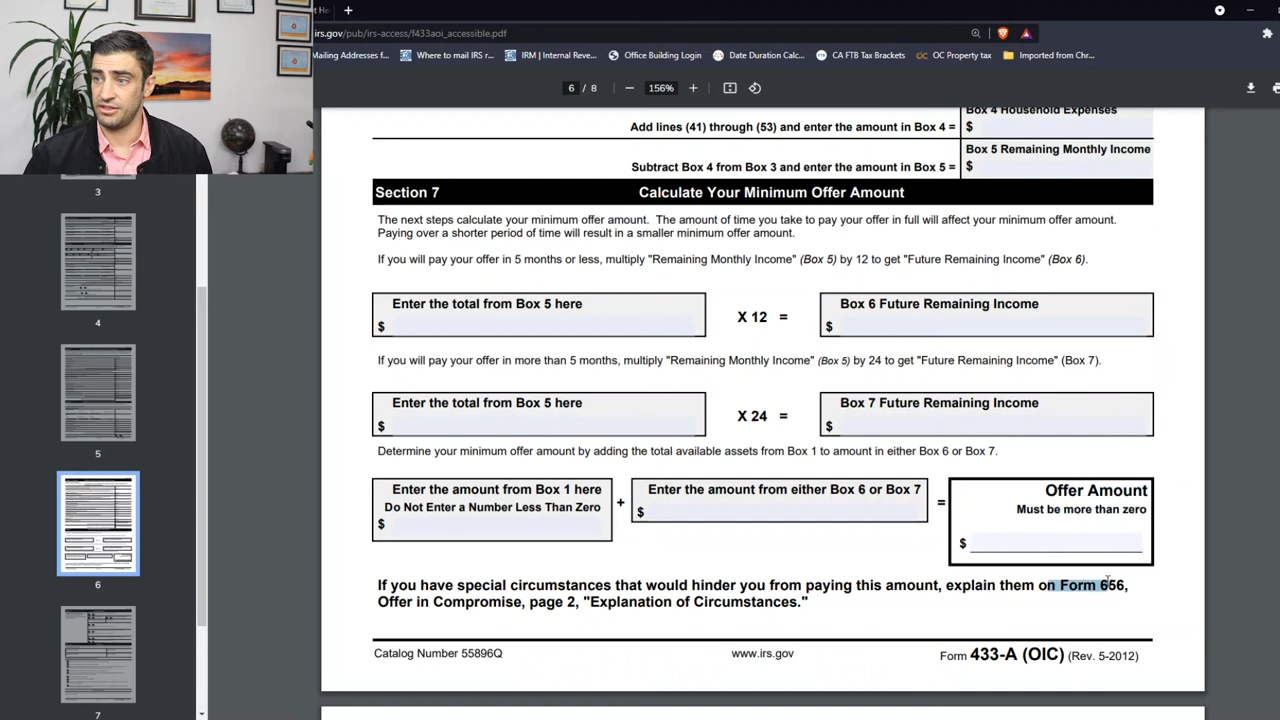 irs.gov/pub/irs-access/f433aoi_accessible.pdf
Mailing Addresses f... Where to mail IRS r... IRM | Internal Reve... Office Building Login Date Duration Calc... CA FTB Tax Brackets OC Property tax Imported from Chr...
6 / 8 156%
Box 4 Household Expenses
Add lines (41) through (53) and enter the amount in Box 4 = $
Box 5 Remaining Monthly Income
Subtract Box 4 from Box 3 and enter the amount in Box 5 = $
Section 7 Calculate Your Minimum Offer Amount
The next steps calculate your minimum offer amount. The amount of time you take to pay your offer in full will affect your minimum offer amount.
Paying over a shorter period of time will result in a smaller minimum offer amount.
If you will pay your offer in 5 months or less, multiply "Remaining Monthly Income" (Box 5) by 12 to get "Future Remaining Income" (Box 6).
Enter the total from Box 5 here Box 6 Future Remaining Income
$ X 12 = $
If you will pay your offer in more than 5 months, multiply "Remaining Monthly Income" (Box 5) by 24 to get "Future Remaining Income" (Box 7).
Enter the total from Box 5 here Box 7 Future Remaining Income
$ X 24 = $
Determine your minimum offer amount by adding the total available assets from Box 1 to amount in either Box 6 or Box 7.
Enter the amount from Box 1 here Enter the amount from either Box 6 or Box 7 Offer Amount
Do Not Enter a Number Less Than Zero + $ = Must be more than zero
$ $
If you have special circumstances that would hinder you from paying this amount, explain them on Form 656,
Offer in Compromise, page 2, "Explanation of Circumstances."
Catalog Number 55896Q www.irs.gov Form 433-A (OIC) (Rev. 5-2012)
3
4
5
6
7